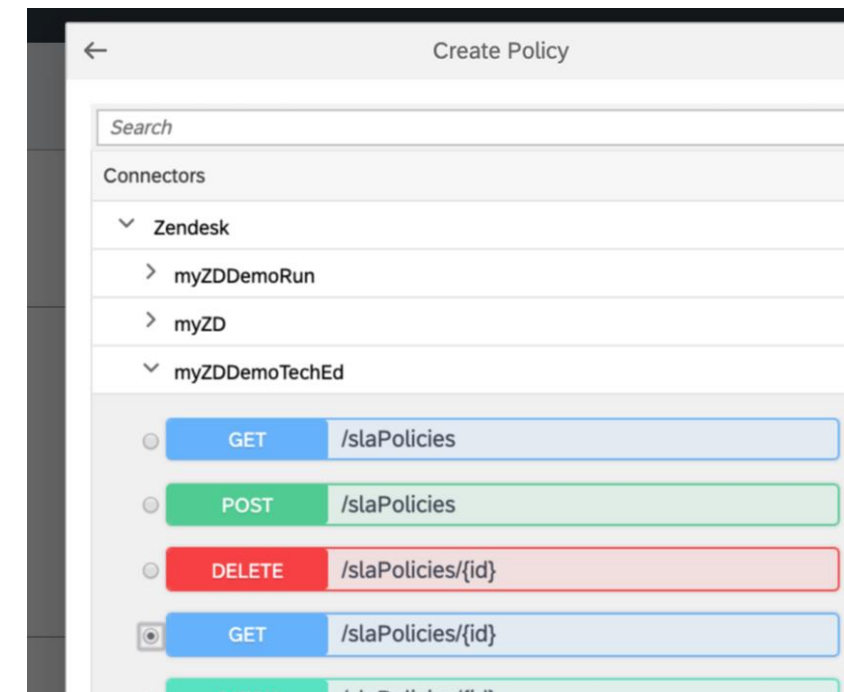 Create Policy
Search
Connectors
Zendesk
myZDDemoRun
myZD
myZDDemoTechEd
GET /slaPolicies
POST /slaPolicies
DELETE /slaPolicies/{id}
GET /slaPolicies/{id}